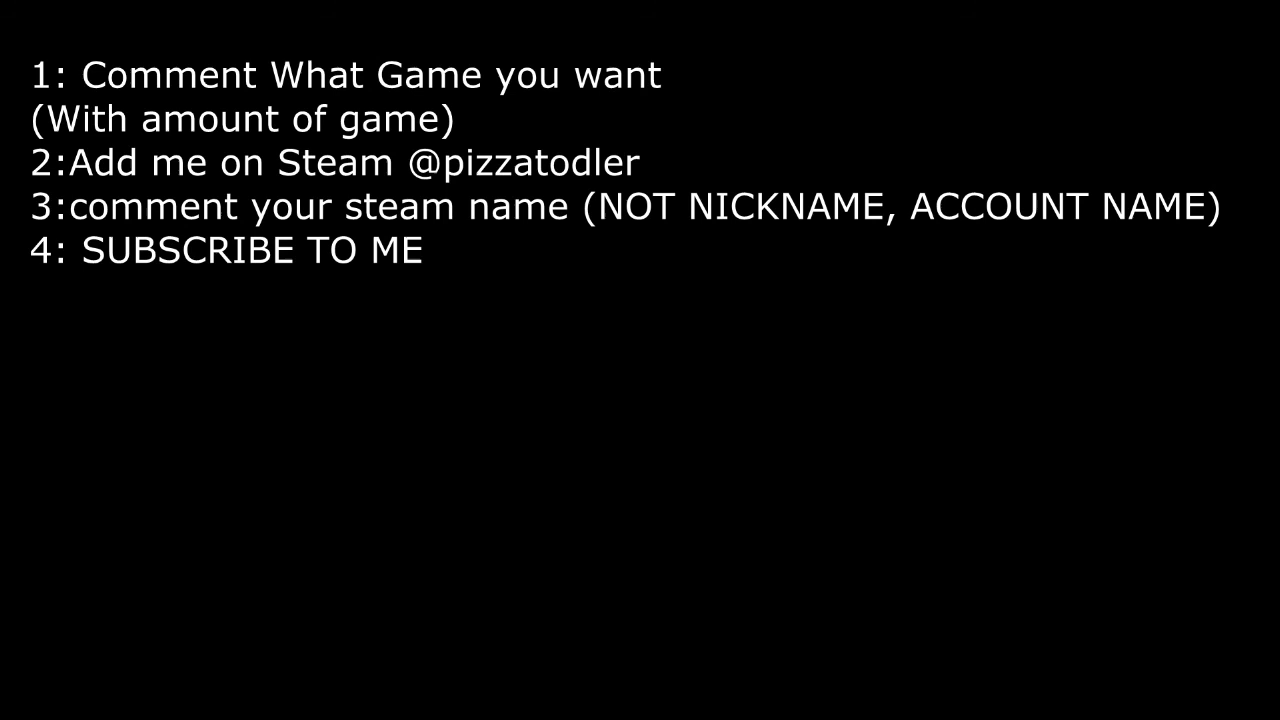 1: Comment What Game you want
(With amount of game)
2:Add me on Steam @pizzatodler
3:comment your steam name (NOT NICKNAME, ACCOUNT NAME)
4: SUBSCRIBE TO ME